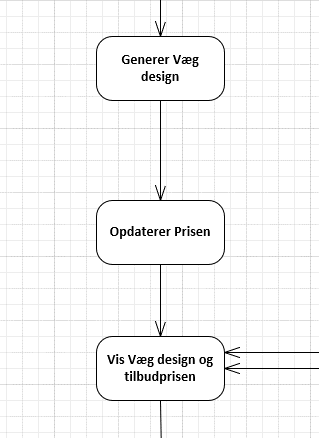 Generer Væg
design
Opdaterer Prisen
Vis Væg design og
tilbudprisen